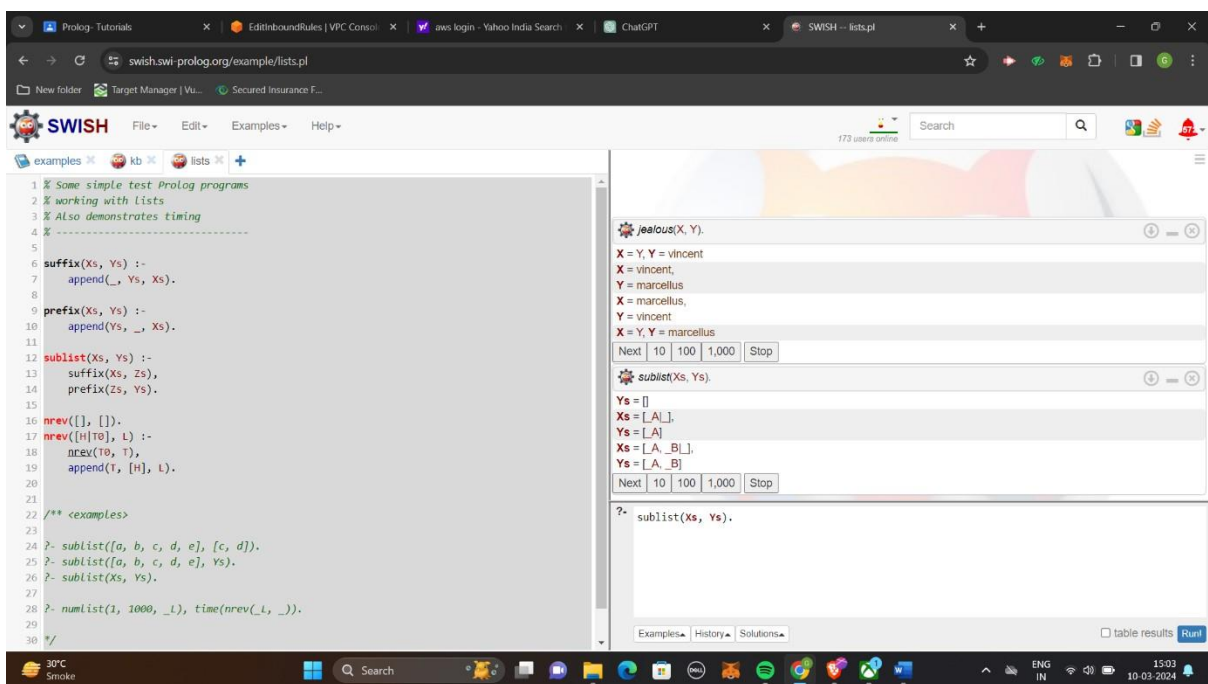 Prolog- Tutorials
EditInboundRules | VPC Consol
aws login - Yahoo India Search
ChatGPT
SWISH -- lists.pl
swish.swi-prolog.org/example/lists.pl
G
New folder
Target Manager | Vu...
Secured Insurance F...
SWISH
File
Edit
Examples
Help
173 users online
Search
67
examples
kb
lists
1 % Some simple test Prolog programs
2 % working with lists
3 % Also demonstrates timing
4 % --------------------------------
5
6 suffix(Xs, Ys) :-
7 append(_, Ys, Xs).
8
9 prefix(Xs, Ys) :-
10 append(Ys, _, Xs).
11
12 sublist(Xs, Ys) :-
13 suffix(Xs, Zs),
14 prefix(Zs, Ys).
15
16 nrev([], []).
17 nrev([H|T0], L) :-
18 nrev(T0, T),
19 append(T, [H], L).
20
21
22 /** <examples>
23
24 ?- sublist([a, b, c, d, e], [c, d]).
25 ?- sublist([a, b, c, d, e], Ys).
26 ?- sublist(Xs, Ys).
27
28 ?- numlist(1, 1000, _L), time(nrev(_L, _)).
29
30 */
jealous(X, Y).
X = Y, Y = vincent
X = vincent,
Y = marcellus
X = marcellus,
Y = vincent
X = Y, Y = marcellus
Next 10 100 1,000 Stop
sublist(Xs, Ys).
Ys = []
Xs = [_A|_],
Ys = [_A]
Xs = [_A, _B|_],
Ys = [_A, _B]
Next 10 100 1,000 Stop
?- sublist(Xs, Ys).
Examples History Solutions
table results Run!
30°C
Smoke
Search
DELL
ENG
IN
15:03
10-03-2024